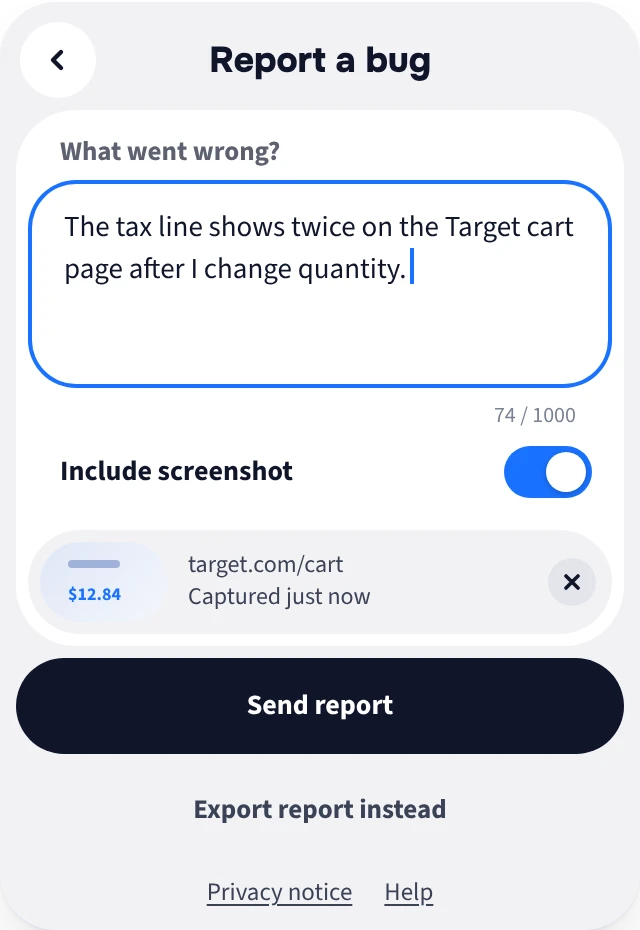 Report a bug
What went wrong?
The tax line shows twice on the Target cart
page after I change quantity.
74 / 1000
Include screenshot
$12.84
target.com/cart
Captured just now
Send report
Export report instead
Privacy notice Help